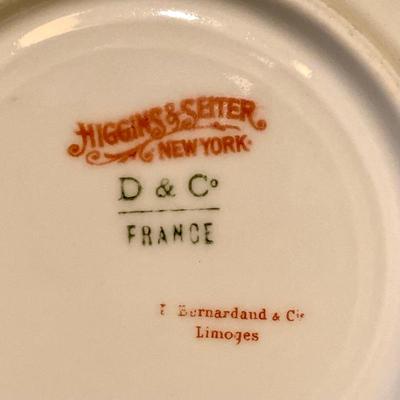 HIGGINS & SEITER
NEW YORK.
D & Co
FRANCE
Bernardaud & Cie
Limoges